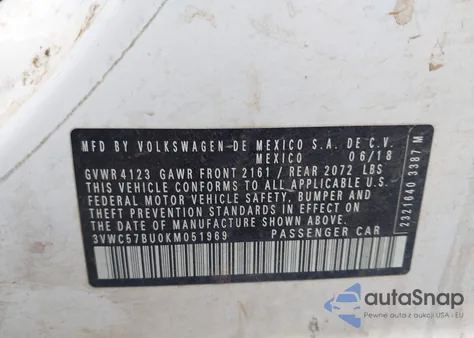 MFD BY VOLKSWAGEN DE MEXICO S.A. DE C.V.
MEXICO 06/18
GVWR 4123 GAWR FRONT 2161 / REAR 2072 LBS
THIS VEHICLE CONFORMS TO ALL APPLICABLE U.S.
FEDERAL MOTOR VEHICLE SAFETY, BUMPER AND
THEFT PREVENTION STANDARDS IN EFFECT ON
THE DATE OF MANUFACTURE SHOWN ABOVE.
3VWC57BU0KM051969 PASSENGER CAR
2321640 3387 M
autoSnap
Pewne auta z aukcji USA i EU